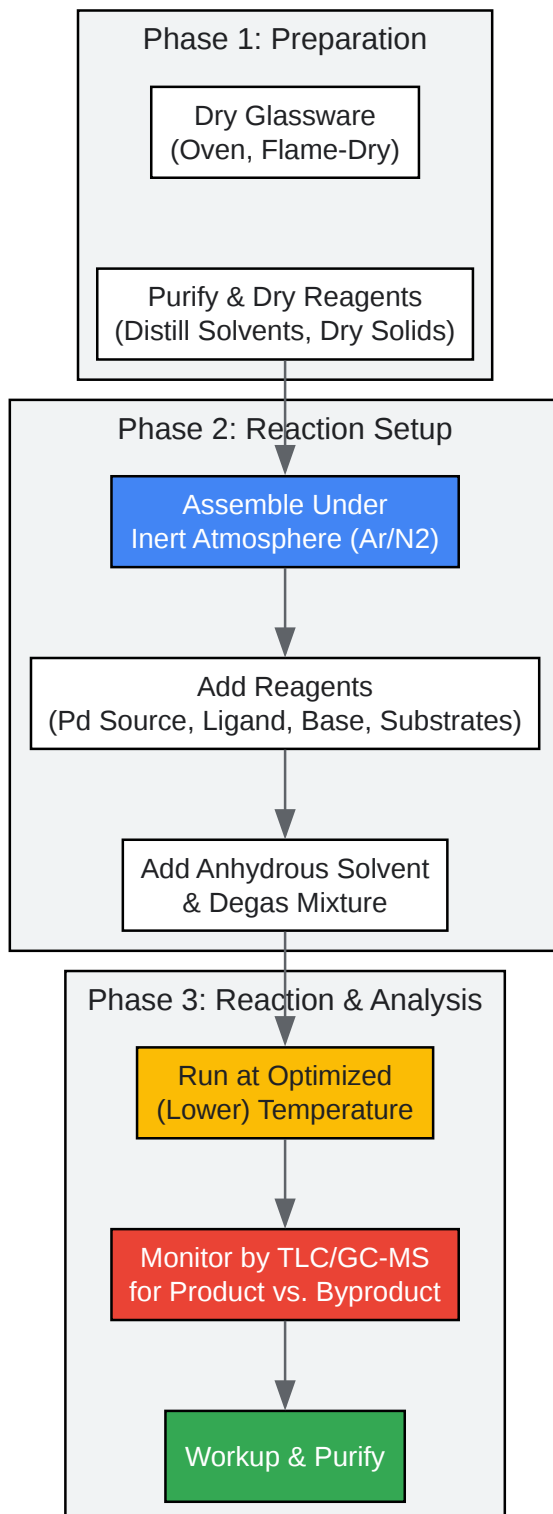 Phase 1: Preparation
Dry Glassware
(Oven, Flame-Dry)
Purify & Dry Reagents
(Distill Solvents, Dry Solids)
Phase 2: Reaction Setup
Assemble Under
Inert Atmosphere (Ar/N2)
Add Reagents
(Pd Source, Ligand, Base, Substrates)
Add Anhydrous Solvent
& Degas Mixture
Phase 3: Reaction & Analysis
Run at Optimized
(Lower) Temperature
Monitor by TLC/GC-MS
for Product vs. Byproduct
Workup & Purify